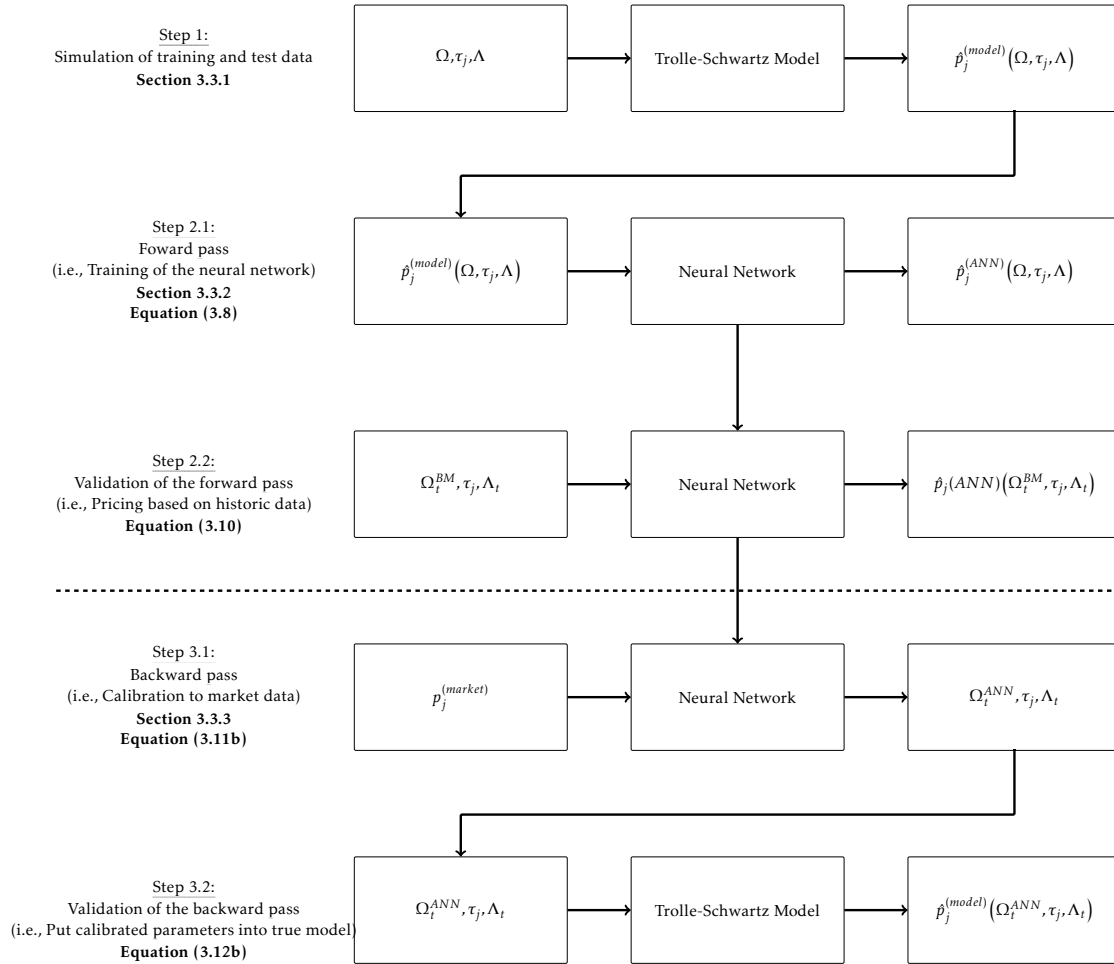 Step 1:
Simulation of training and test data
Section 3.3.1
Ω,τ_j,Λ
Trolle-Schwartz Model
p̂_j^(model)(Ω,τ_j,Λ)
Step 2.1:
Foward pass
(i.e., Training of the neural network)
Section 3.3.2
Equation (3.8)
p̂_j^(model)(Ω,τ_j,Λ)
Neural Network
p̂_j^(ANN)(Ω,τ_j,Λ)
Step 2.2:
Validation of the forward pass
(i.e., Pricing based on historic data)
Equation (3.10)
Ω_t^BM,τ_j,Λ_t
Neural Network
p̂_j(ANN)(Ω_t^BM,τ_j,Λ_t)
Step 3.1:
Backward pass
(i.e., Calibration to market data)
Section 3.3.3
Equation (3.11b)
p_j^(market)
Neural Network
Ω_t^ANN,τ_j,Λ_t
Step 3.2:
Validation of the backward pass
(i.e., Put calibrated parameters into true model)
Equation (3.12b)
Ω_t^ANN,τ_j,Λ_t
Trolle-Schwartz Model
p̂_j^(model)(Ω_t^ANN,τ_j,Λ_t)